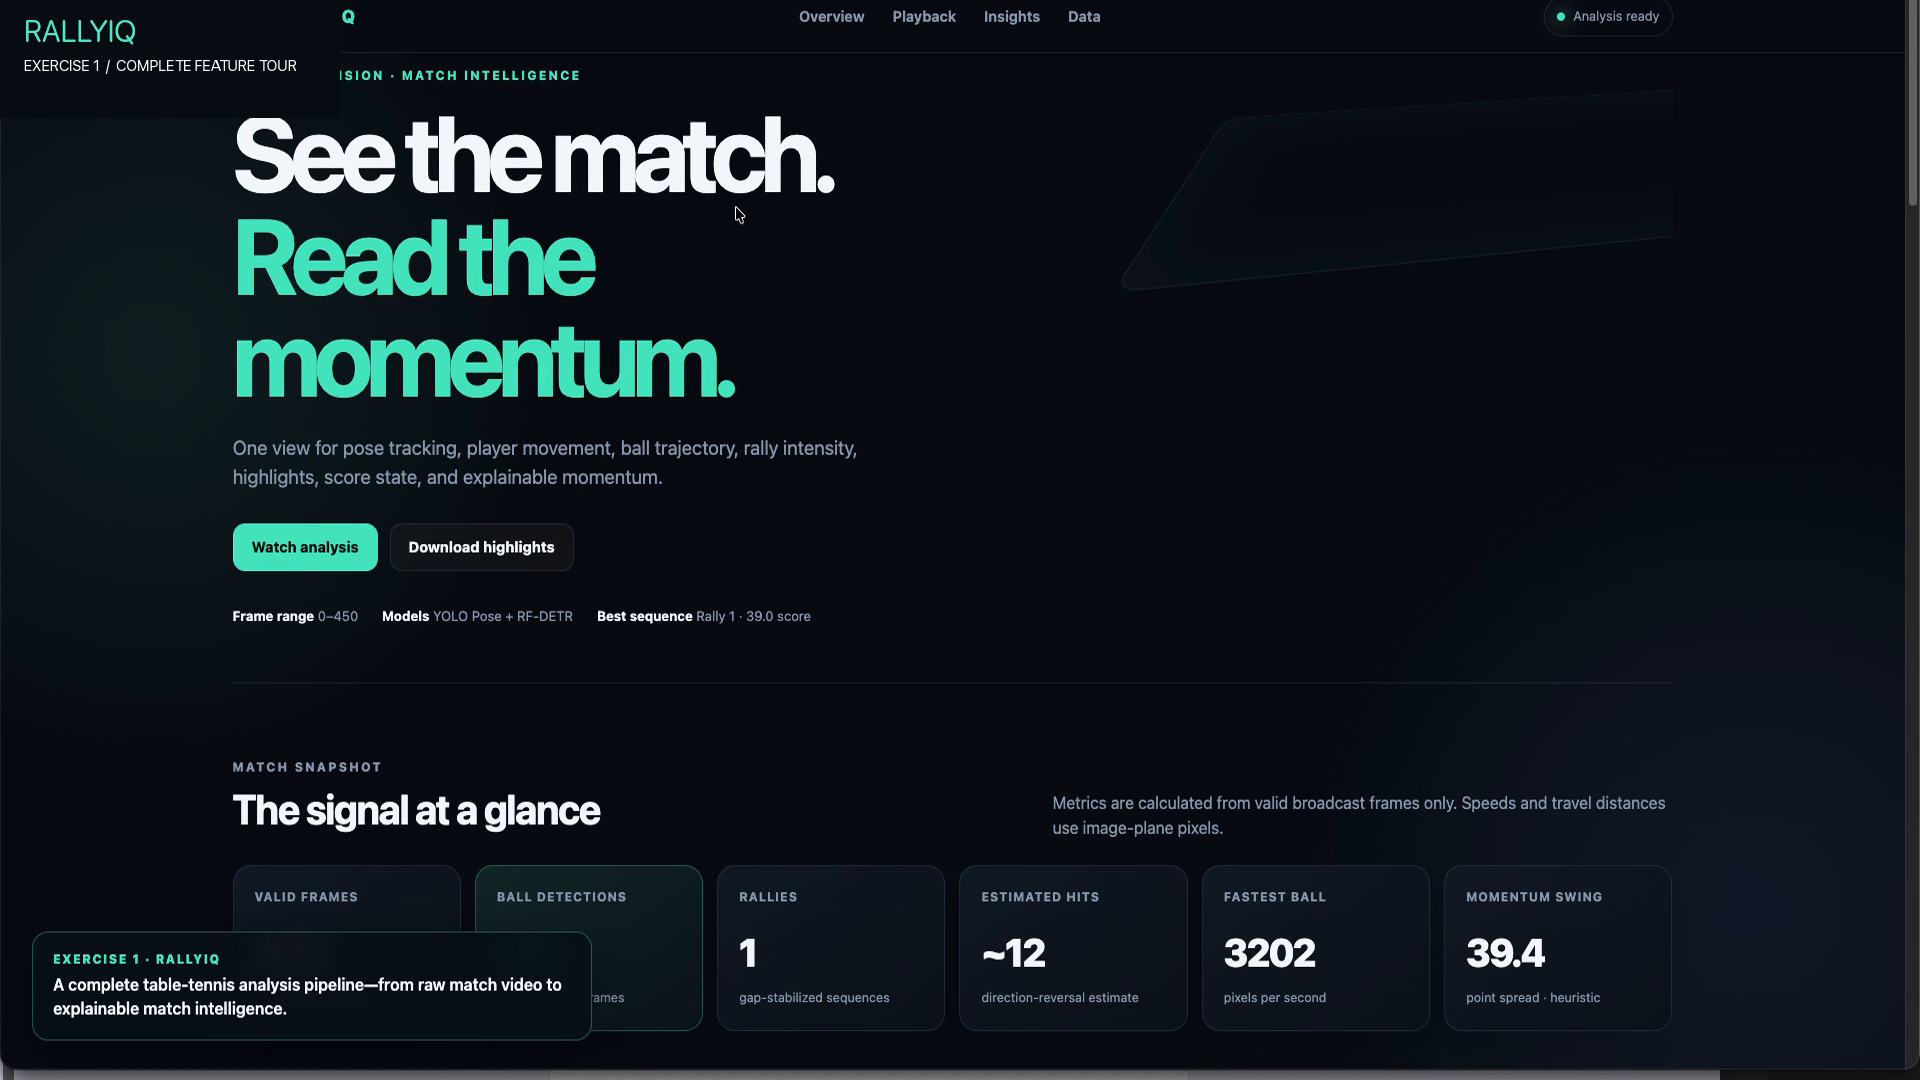 RALLYIQ
EXERCISE 1 / COMPLETE FEATURE TOUR
Q
Overview
Playback
Insights
Data
Analysis ready
ISION · MATCH INTELLIGENCE
See the match.
Read the
momentum.
One view for pose tracking, player movement, ball trajectory, rally intensity,
highlights, score state, and explainable momentum.
Watch analysis
Download highlights
Frame range 0–450
Models YOLO Pose + RF-DETR
Best sequence Rally 1 · 39.0 score
MATCH SNAPSHOT
The signal at a glance
Metrics are calculated from valid broadcast frames only. Speeds and travel distances
use image-plane pixels.
VALID FRAMES
BALL DETECTIONS
rames
RALLIES
1
gap-stabilized sequences
ESTIMATED HITS
~12
direction-reversal estimate
FASTEST BALL
3202
pixels per second
MOMENTUM SWING
39.4
point spread · heuristic
EXERCISE 1 · RALLYIQ
A complete table-tennis analysis pipeline—from raw match video to
explainable match intelligence.